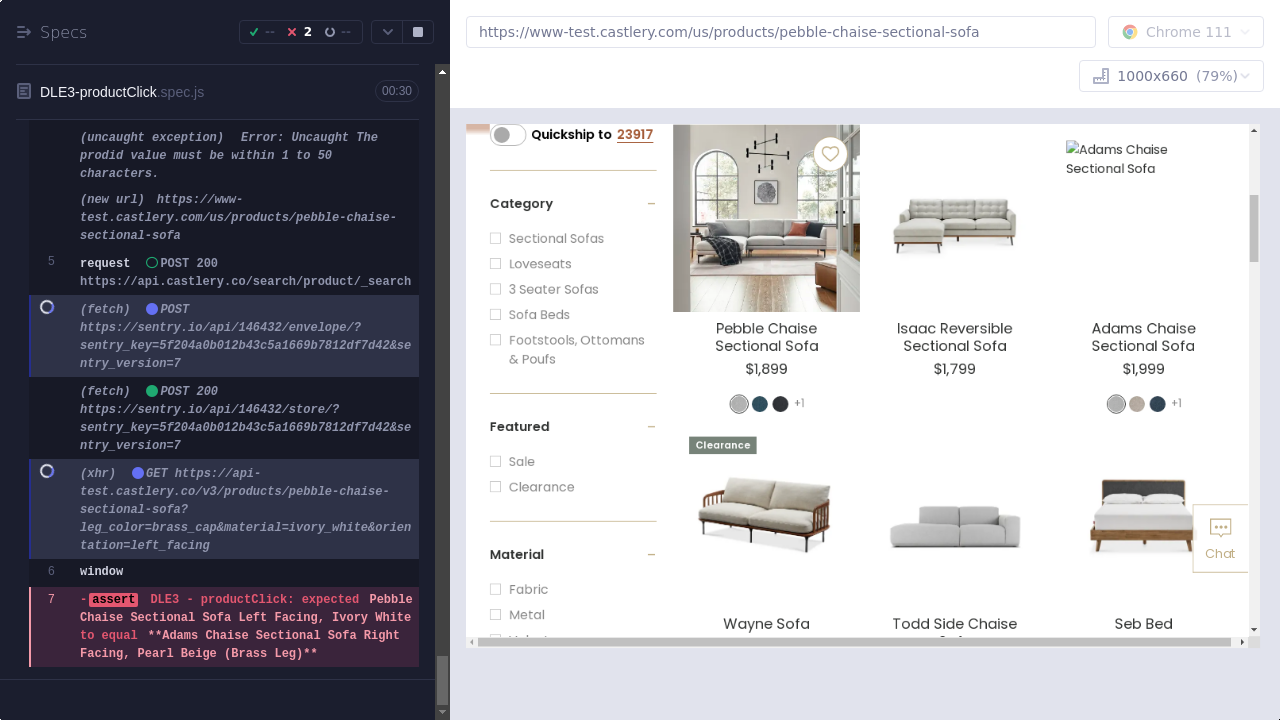 Specs
--
2
--
https://www-test.castlery.com/us/products/pebble-chaise-sectional-sofa
Chrome 111
1000x660 (79%)
DLE3-productClick.spec.js
00:30
(uncaught exception) Error: Uncaught The
prodid value must be within 1 to 50
characters.
(new url) https://www-
test.castlery.com/us/products/pebble-chaise-
sectional-sofa
5 request POST 200
https://api.castlery.co/search/product/_search
(fetch) POST
https://sentry.io/api/146432/envelope/?
sentry_key=5f204a0b012b43c5a1669b7812df7d42&se
ntry_version=7
(fetch) POST 200
https://sentry.io/api/146432/store/?
sentry_key=5f204a0b012b43c5a1669b7812df7d42&se
ntry_version=7
(xhr) GET https://api-
test.castlery.co/v3/products/pebble-chaise-
sectional-sofa?
leg_color=brass_cap&material=ivory_white&orien
tation=left_facing
6 window
7 -assert DLE3 - productClick: expected Pebble
Chaise Sectional Sofa Left Facing, Ivory White
to equal **Adams Chaise Sectional Sofa Right
Facing, Pearl Beige (Brass Leg)**
Quickship to 23917
Category −
Sectional Sofas
Loveseats
3 Seater Sofas
Sofa Beds
Footstools, Ottomans
& Poufs
Featured −
Sale
Clearance
Material −
Fabric
Metal
Adams Chaise
Sectional Sofa
Pebble Chaise
Sectional Sofa
$1,899
+1
Isaac Reversible
Sectional Sofa
$1,799
Adams Chaise
Sectional Sofa
$1,999
+1
Clearance
Wayne Sofa
Todd Side Chaise
Seb Bed
Chat